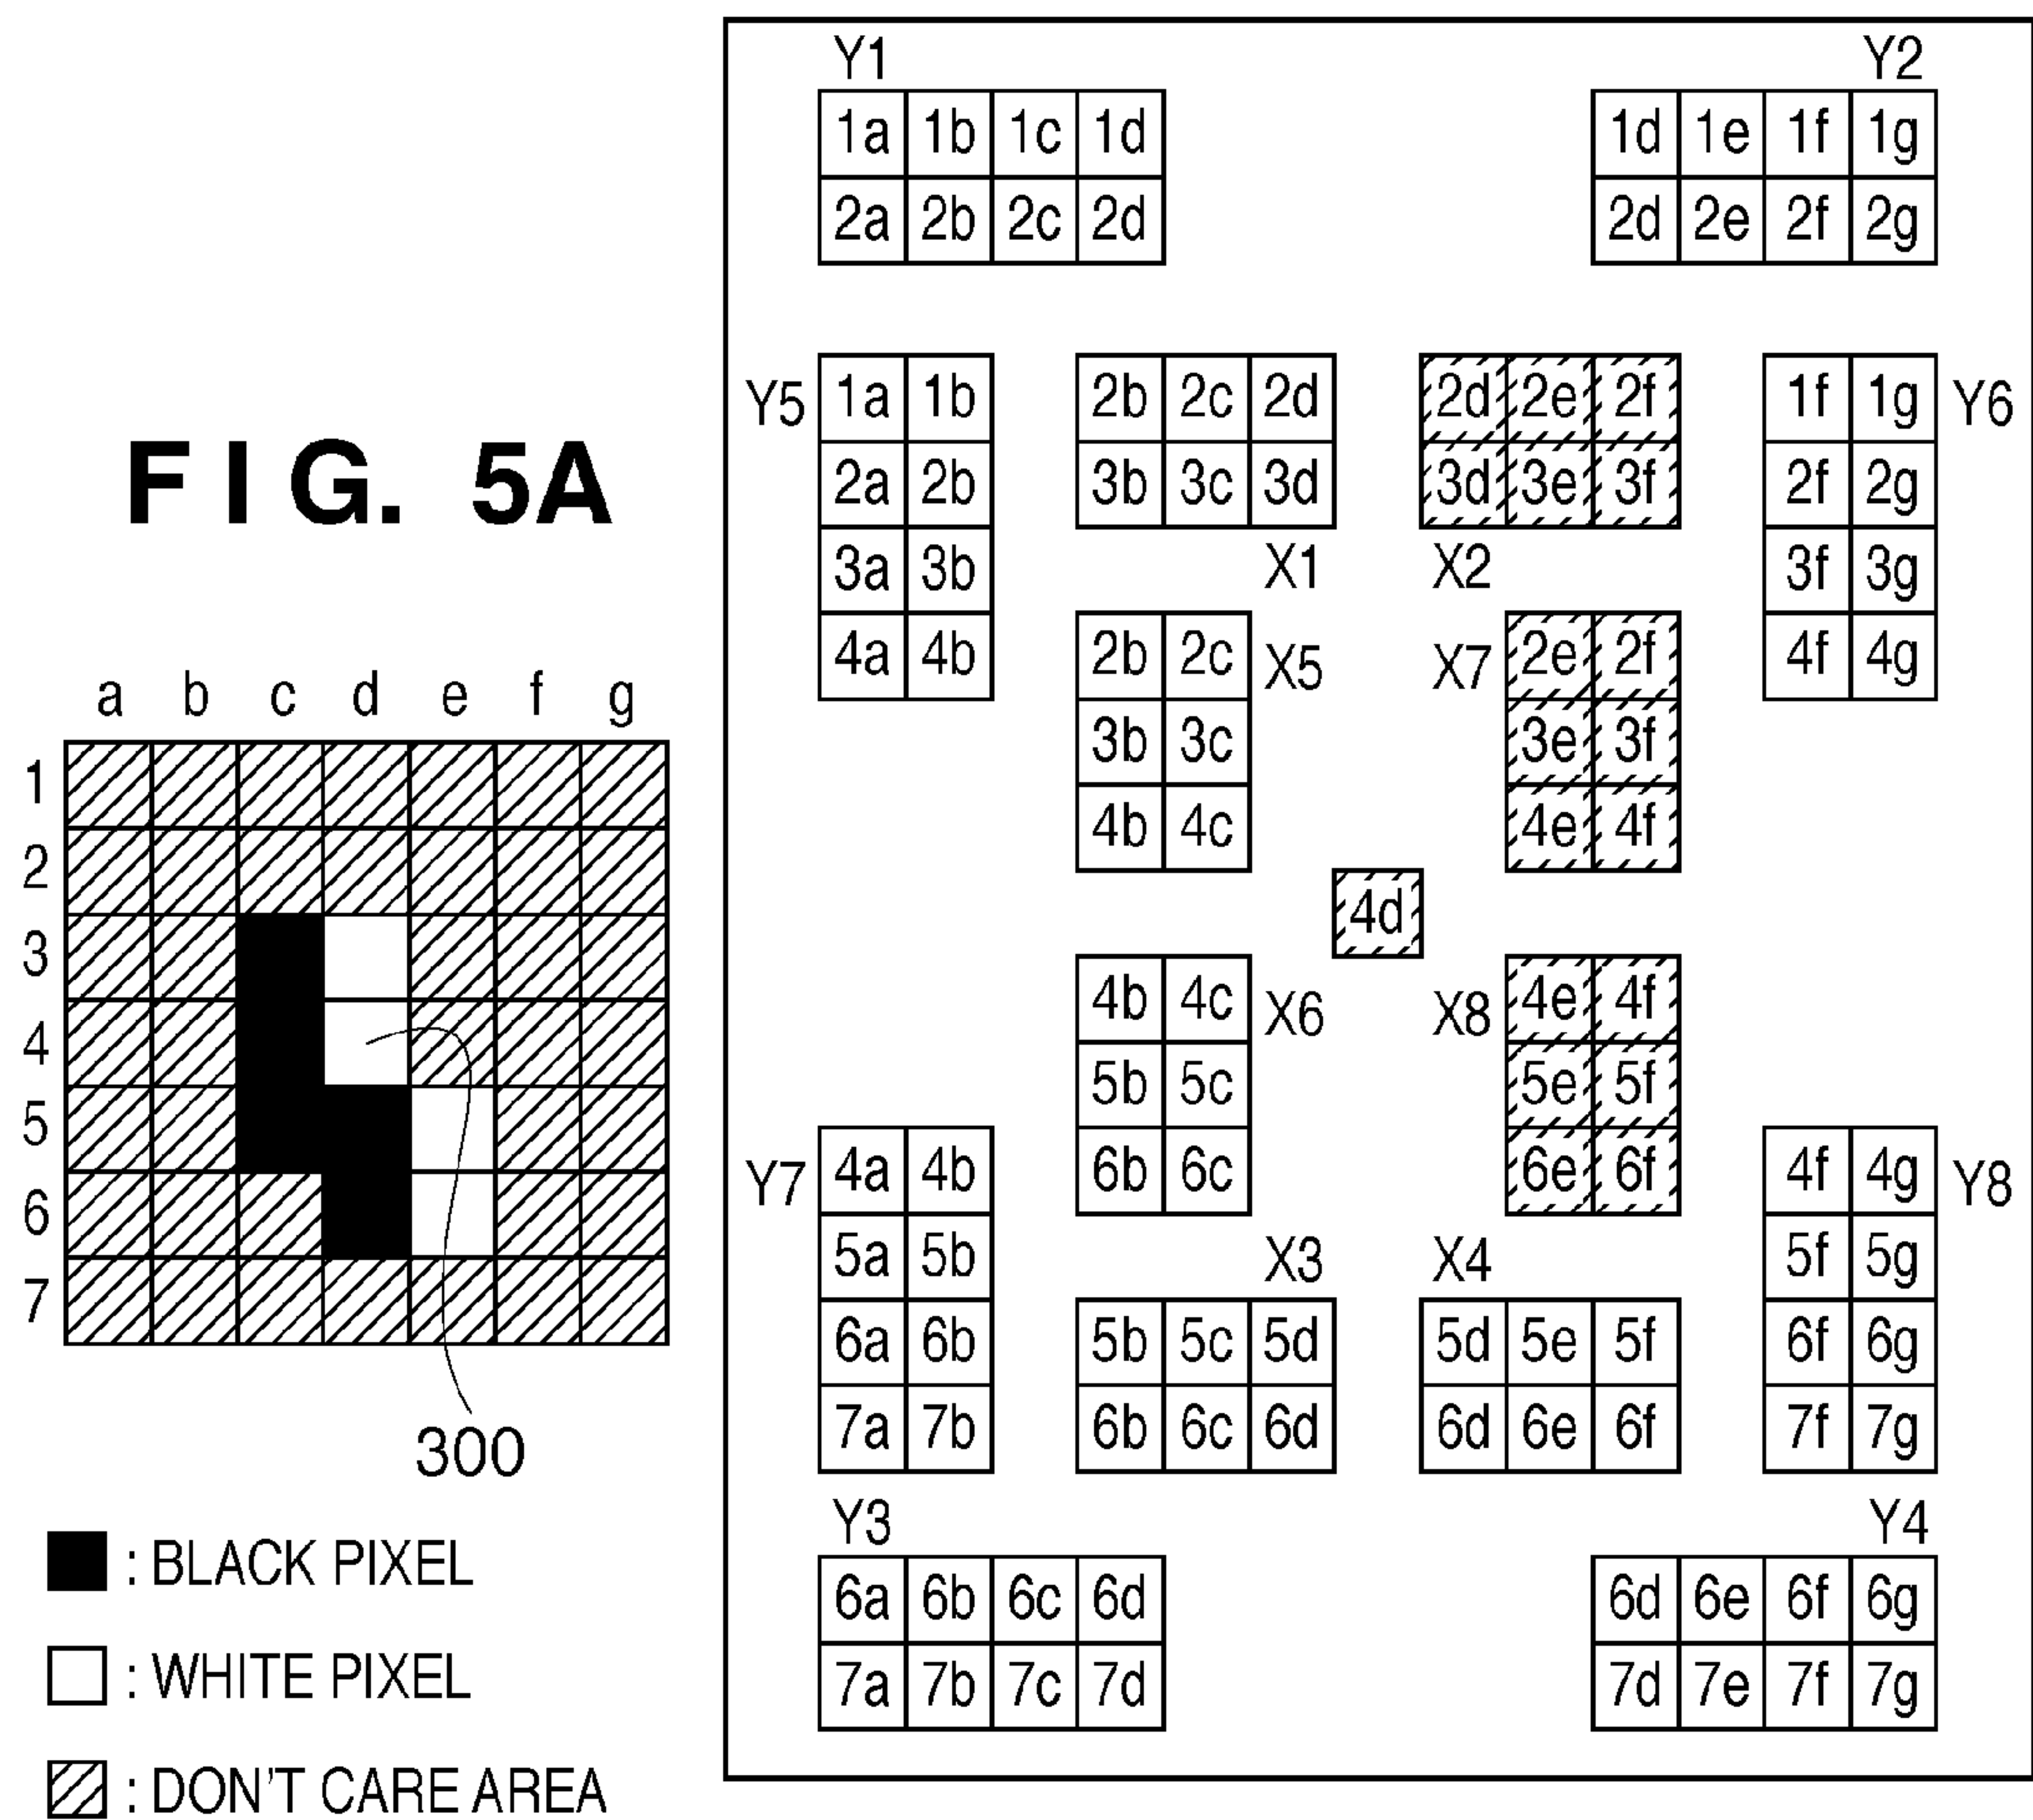 FIG. 5A
a b c d e f g
1
2
3
4
5
6
7
300
: BLACK PIXEL
: WHITE PIXEL
: DON'T CARE AREA
Y1 Y2
1a 1b 1c 1d 1d 1e 1f 1g
2a 2b 2c 2d 2d 2e 2f 2g
Y5 1a 1b 2b 2c 2d 2d 2e 2f 1f 1g Y6
2a 2b 3b 3c 3d 3d 3e 3f 2f 2g
3a 3b X1 X2 3f 3g
4a 4b 2b 2c X5 X7 2e 2f 4f 4g
3b 3c 3e 3f
4b 4c 4e 4f
4d
4b 4c X6 X8 4e 4f
5b 5c 5e 5f
Y7 4a 4b 6b 6c 6e 6f 4f 4g Y8
5a 5b X3 X4 5f 5g
6a 6b 5b 5c 5d 5d 5e 5f 6f 6g
7a 7b 6b 6c 6d 6d 6e 6f 7f 7g
Y3 Y4
6a 6b 6c 6d 6d 6e 6f 6g
7a 7b 7c 7d 7d 7e 7f 7g